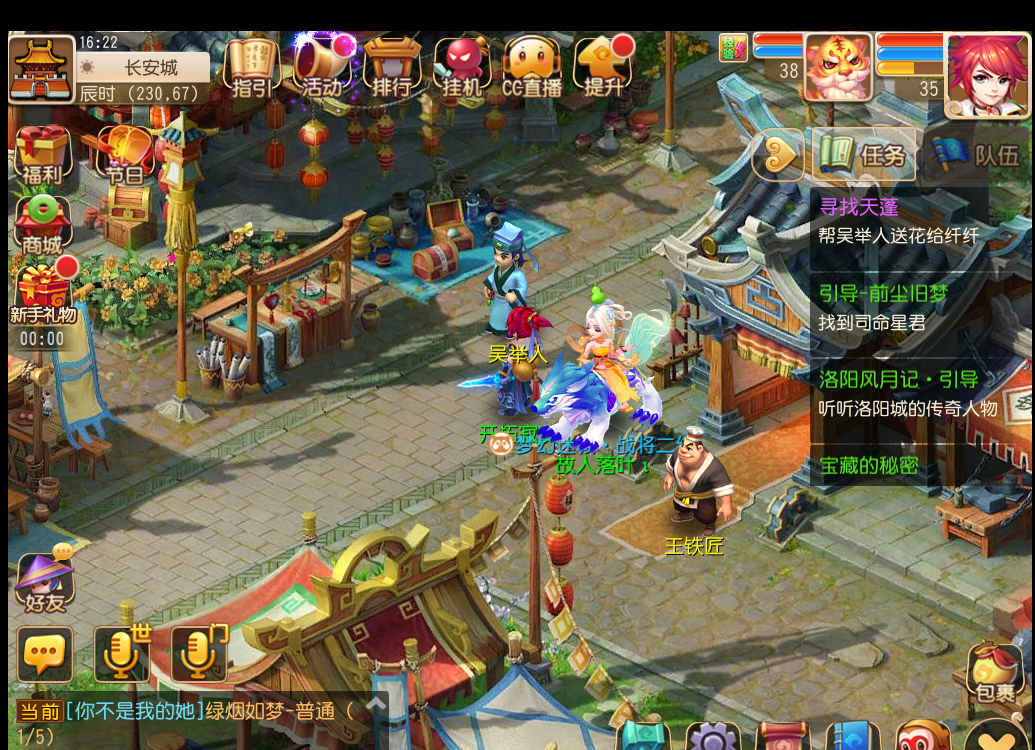 16:22
长安城
辰时 (230,67)
指引
活动
排行
挂机
CC直播
提升
38
35
福利
节日
商城
新手礼物
00:00
任务
队伍
寻找天蓬
帮吴举人送花给纤纤
引导-前尘旧梦
找到司命星君
洛阳风月记·引导
听听洛阳城的传奇人物
宝藏的秘密
吴举人
故人落叶
王铁匠
好友
世
门
包裹
当前 [你不是我的她]绿烟如梦-普通 (
1/5)